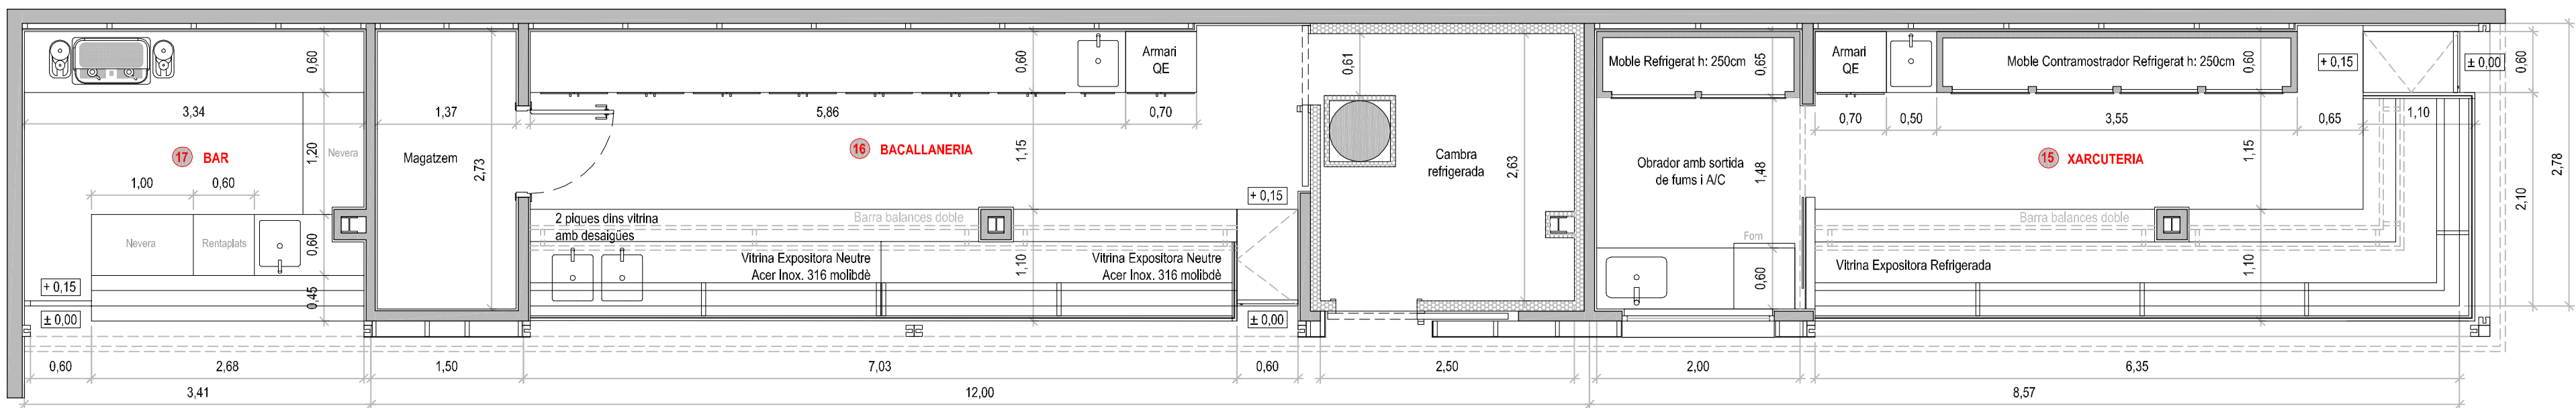 0,60
3,34
17 BAR
1,20
Nevera
1,00
0,60
Nevera
Rentaplats
0,60
+ 0,15
0,45
± 0,00
0,60
2,68
3,41
1,37
Magatzem
2,73
1,50
0,60
Armari
QE
5,86
0,70
16 BACALLANERIA
1,15
+ 0,15
2 piques dins vitrina
amb desaigües
Barra balances doble
Vitrina Expositora Neutre
Acer Inox. 316 molibdè
1,10
Vitrina Expositora Neutre
Acer Inox. 316 molibdè
± 0,00
7,03
0,60
12,00
0,61
Cambra
refrigerada
2,63
2,50
Moble Refrigerat h: 250cm
0,65
Obrador amb sortida
de fums i A/C
1,48
Forn
0,60
2,00
Armari
QE
Moble Contramostrador Refrigerat h: 250cm
0,60
+ 0,15
± 0,00
0,60
0,70
0,50
3,55
0,65
1,10
15 XARCUTERIA
1,15
2,78
2,10
Barra balances doble
Vitrina Expositora Refrigerada
1,10
6,35
8,57